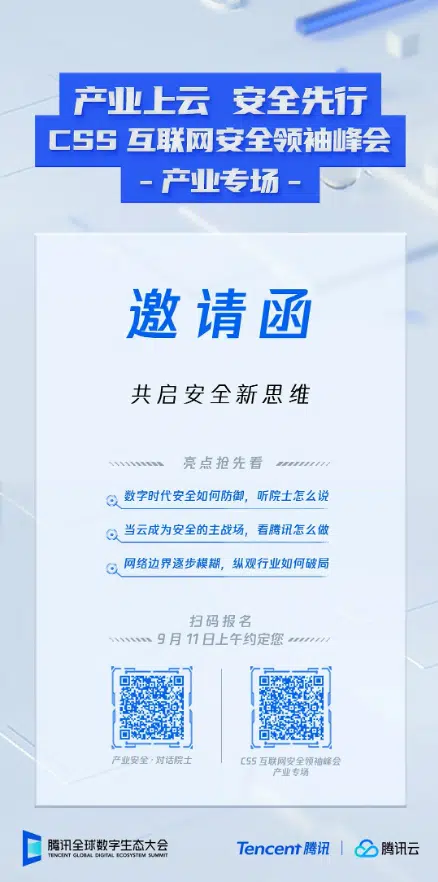 产业上云 安全先行
CSS 互联网安全领袖峰会
- 产业专场 -
邀请函
共启安全新思维
亮点抢先看
数字时代安全如何防御，听院士怎么说
当云成为安全的主战场，看腾讯怎么做
网络边界逐步模糊，纵观行业如何破局
扫码报名
9月11日上午约定您
产业安全·对话院士
CSS 互联网安全领袖峰会
产业专场
腾讯全球数字生态大会
TENCENT GLOBAL DIGITAL ECOSYSTEM SUMMIT
Tencent 腾讯 | 腾讯云